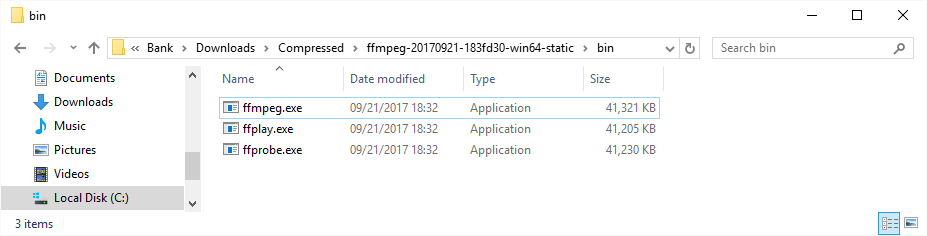 bin
« Bank > Downloads > Compressed > ffmpeg-20170921-183fd30-win64-static > bin
Search bin
Documents
Downloads
Music
Pictures
Videos
Local Disk (C:)
Name Date modified Type Size
ffmpeg.exe 09/21/2017 18:32 Application 41,321 KB
ffplay.exe 09/21/2017 18:32 Application 41,205 KB
ffprobe.exe 09/21/2017 18:32 Application 41,230 KB
3 items